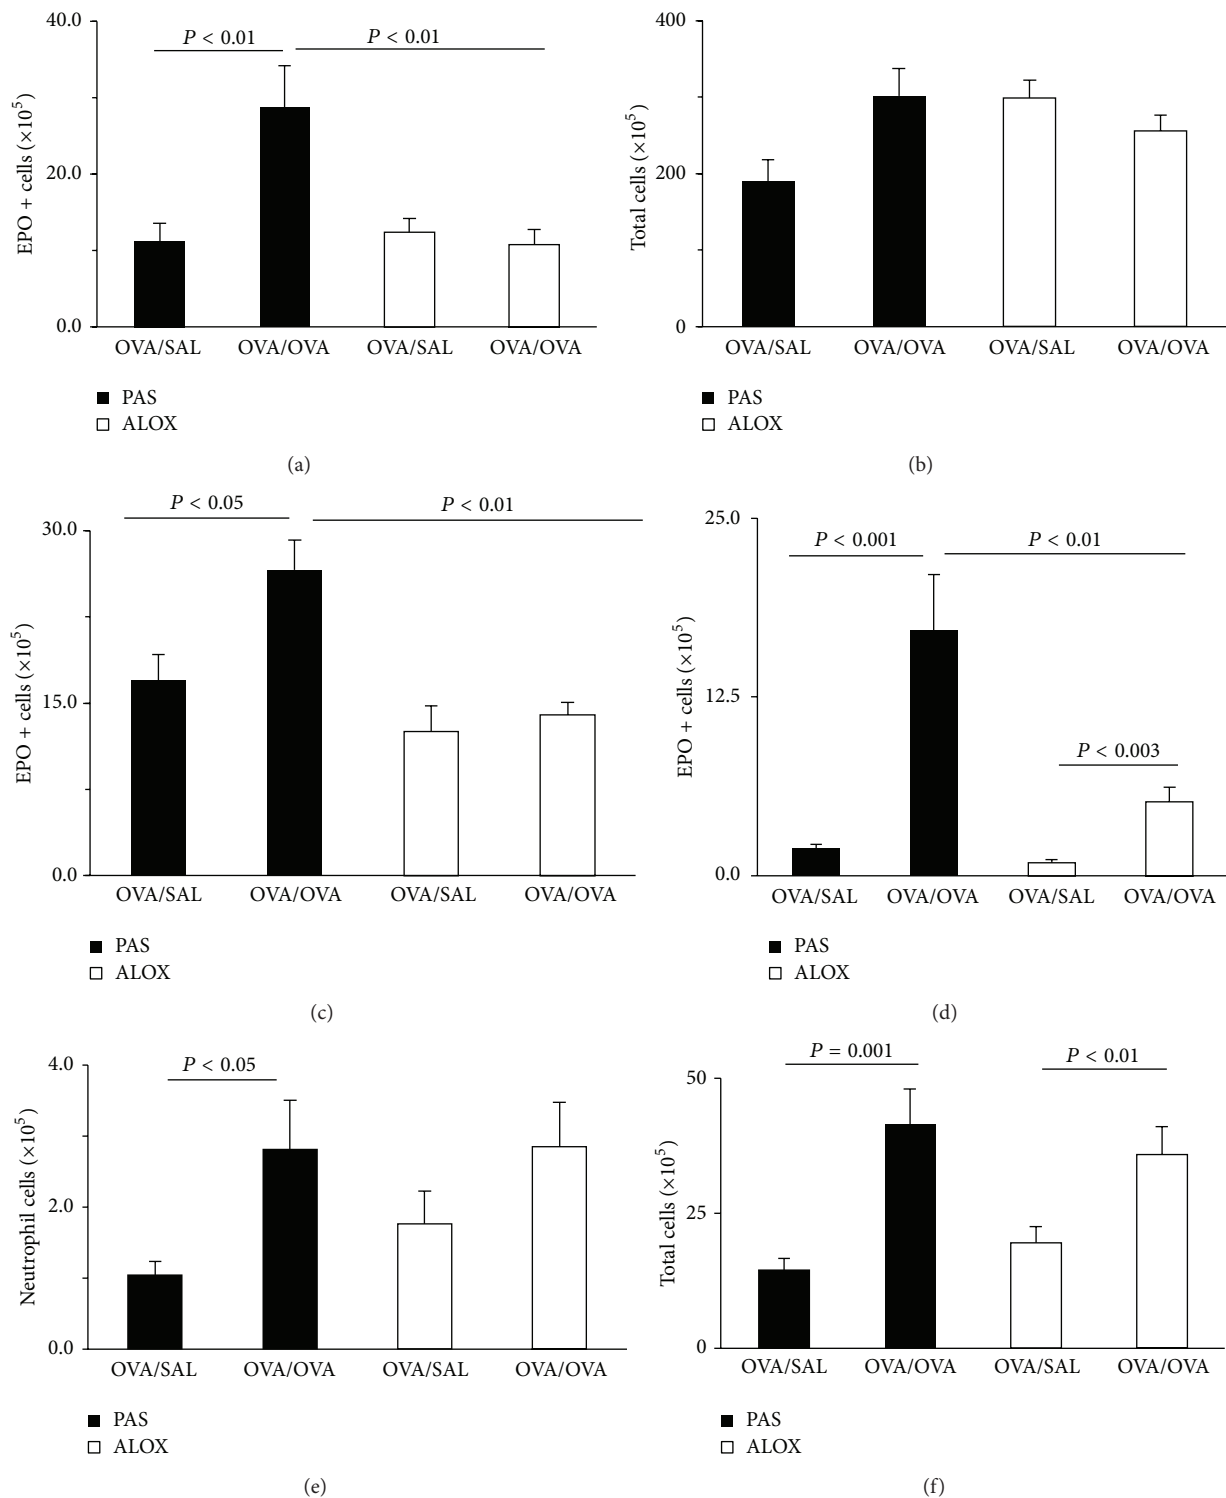 P < 0.01
P < 0.01
EPO + cells (×10⁵)
40.0
20.0
0.0
OVA/SAL OVA/OVA OVA/SAL OVA/OVA
PAS
ALOX
(a)
Total cells (×10⁵)
400
200
0
OVA/SAL OVA/OVA OVA/SAL OVA/OVA
PAS
ALOX
(b)
P < 0.05
P < 0.01
EPO + cells (×10⁵)
30.0
15.0
0.0
OVA/SAL OVA/OVA OVA/SAL OVA/OVA
PAS
ALOX
(c)
P < 0.001
P < 0.01
P < 0.003
EPO + cells (×10⁵)
25.0
12.5
0.0
OVA/SAL OVA/OVA OVA/SAL OVA/OVA
PAS
ALOX
(d)
P < 0.05
Neutrophil cells (×10⁵)
4.0
2.0
0.0
OVA/SAL OVA/OVA OVA/SAL OVA/OVA
PAS
ALOX
(e)
P = 0.001
P < 0.01
Total cells (×10⁵)
50
25
0
OVA/SAL OVA/OVA OVA/SAL OVA/OVA
PAS
ALOX
(f)